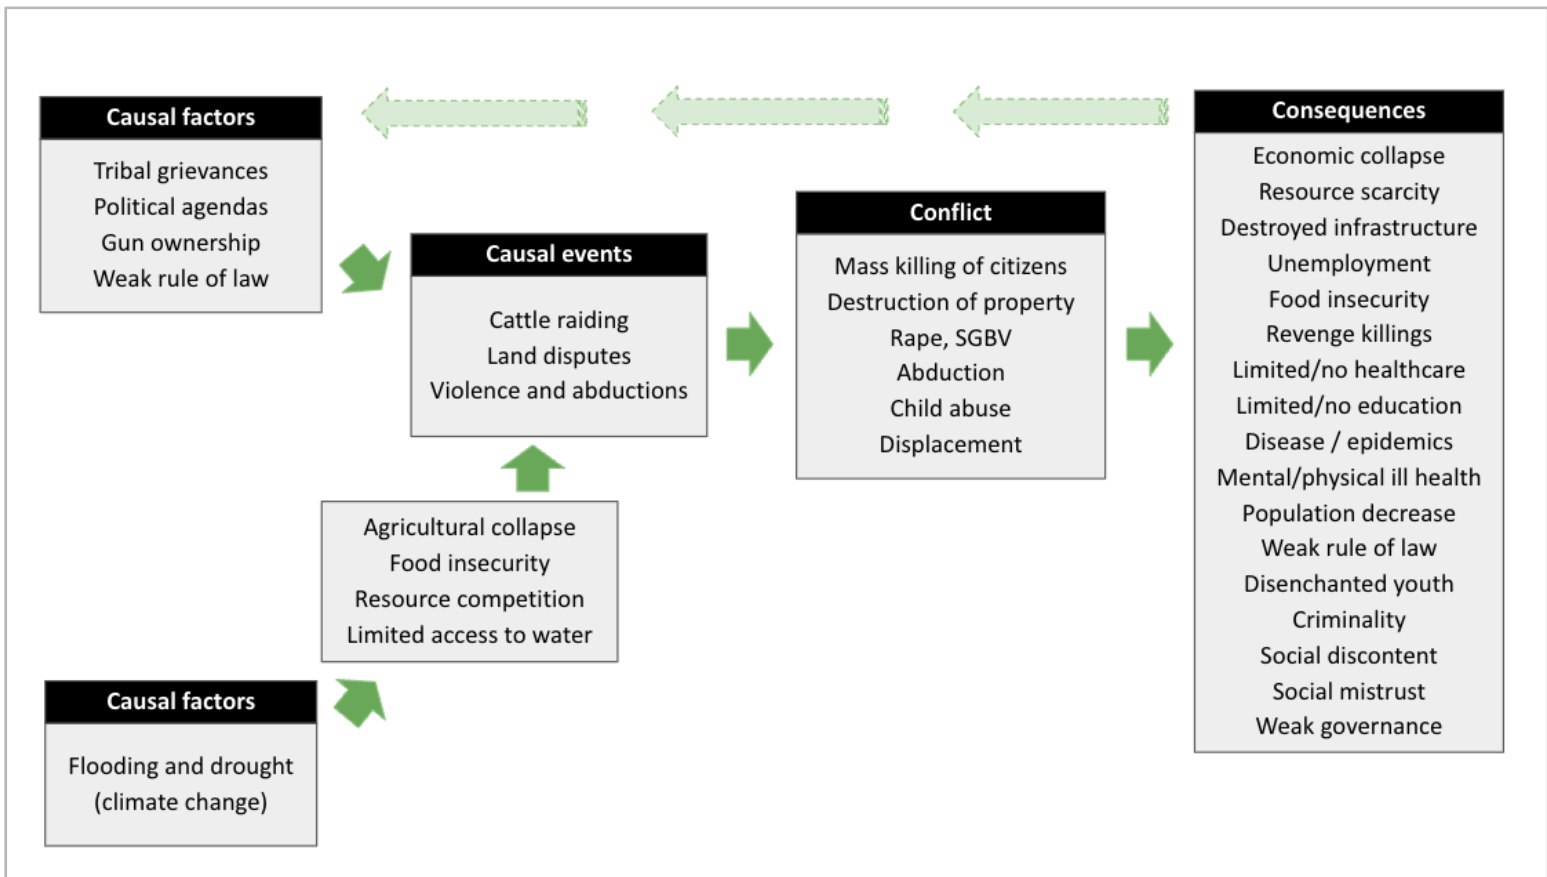 Causal factors
Tribal grievances
Political agendas
Gun ownership
Weak rule of law
Causal events
Cattle raiding
Land disputes
Violence and abductions
Agricultural collapse
Food insecurity
Resource competition
Limited access to water
Causal factors
Flooding and drought
(climate change)
Conflict
Mass killing of citizens
Destruction of property
Rape, SGBV
Abduction
Child abuse
Displacement
Consequences
Economic collapse
Resource scarcity
Destroyed infrastructure
Unemployment
Food insecurity
Revenge killings
Limited/no healthcare
Limited/no education
Disease / epidemics
Mental/physical ill health
Population decrease
Weak rule of law
Disenchanted youth
Criminality
Social discontent
Social mistrust
Weak governance